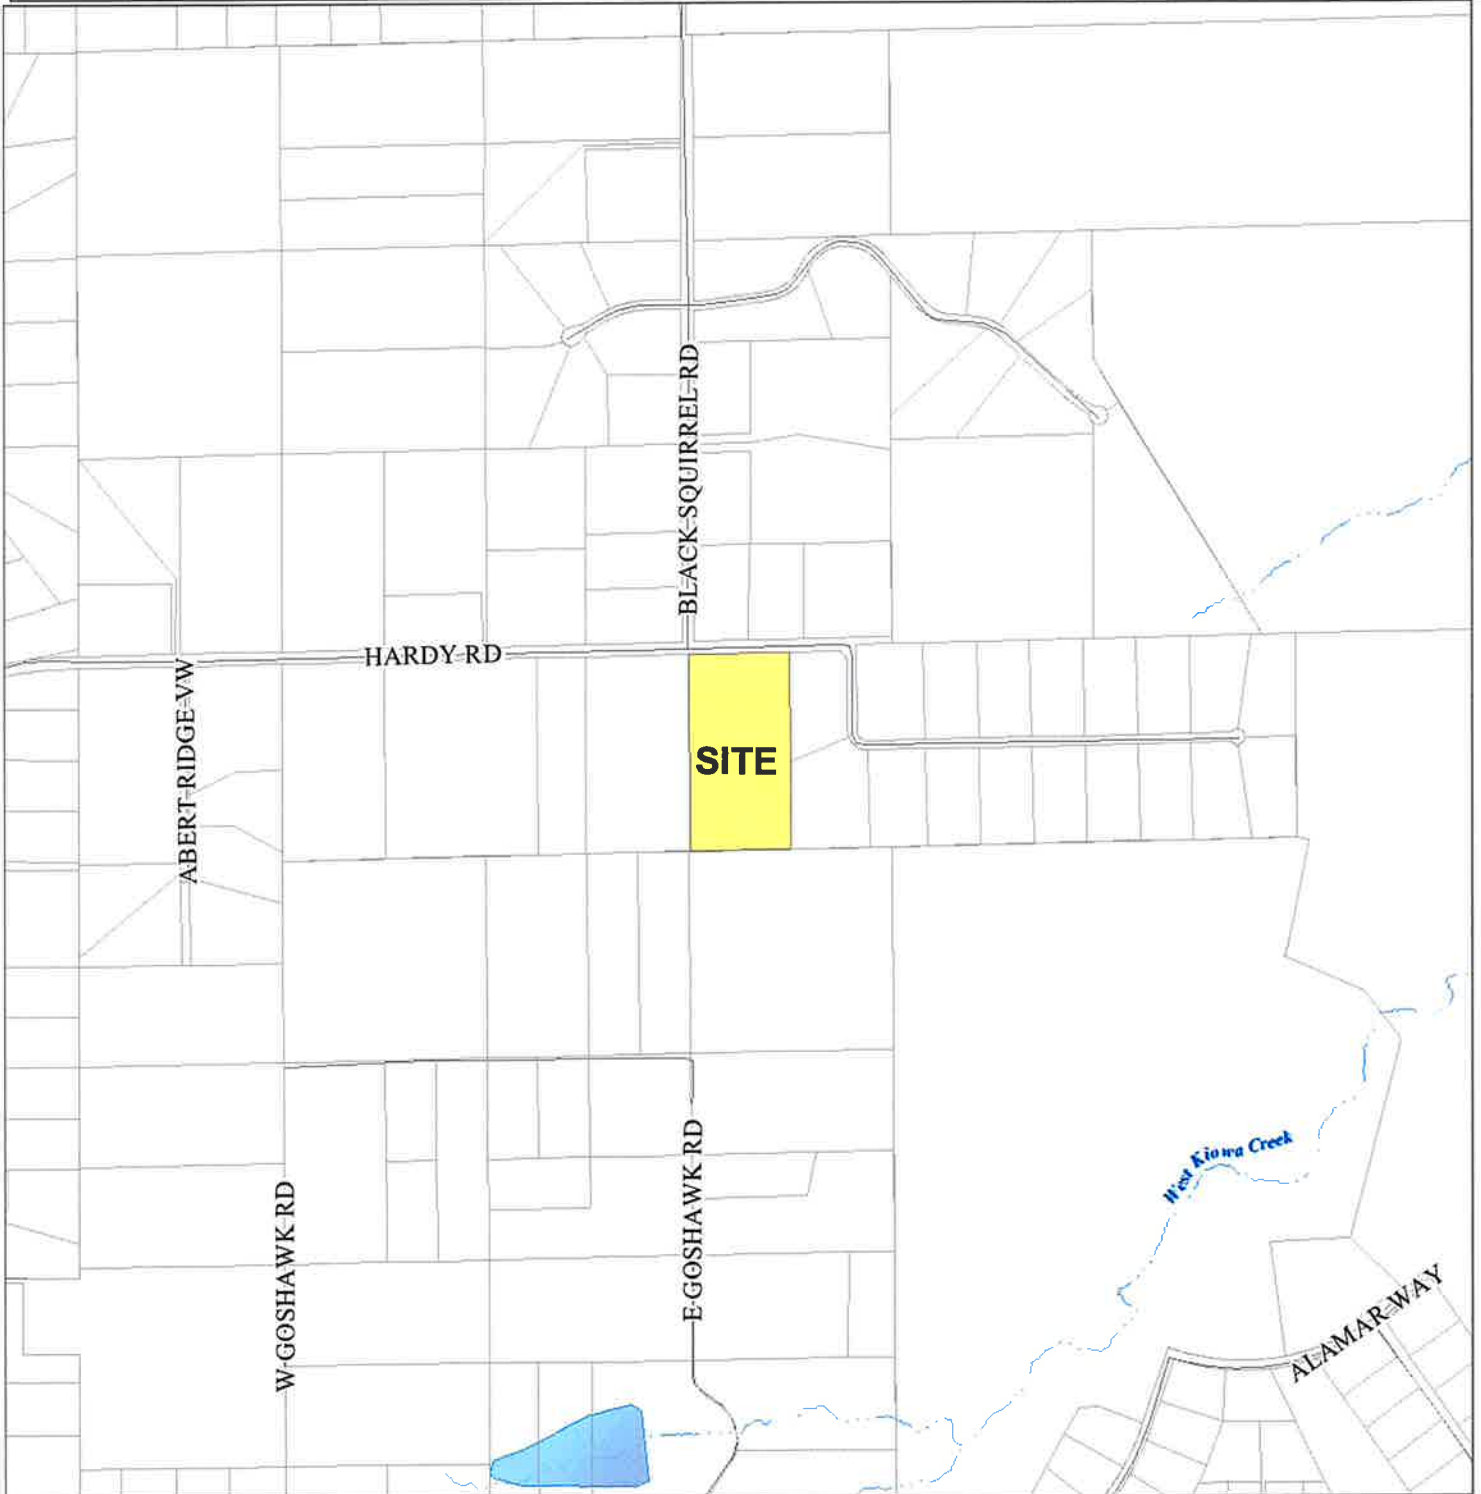 BLACK SQUIRREL RD
HARDY RD
ABERT RIDGE VW
SITE
West Kiowa Creek
E GOSHAWK RD
W GOSHAWK RD
ALAMAR WAY